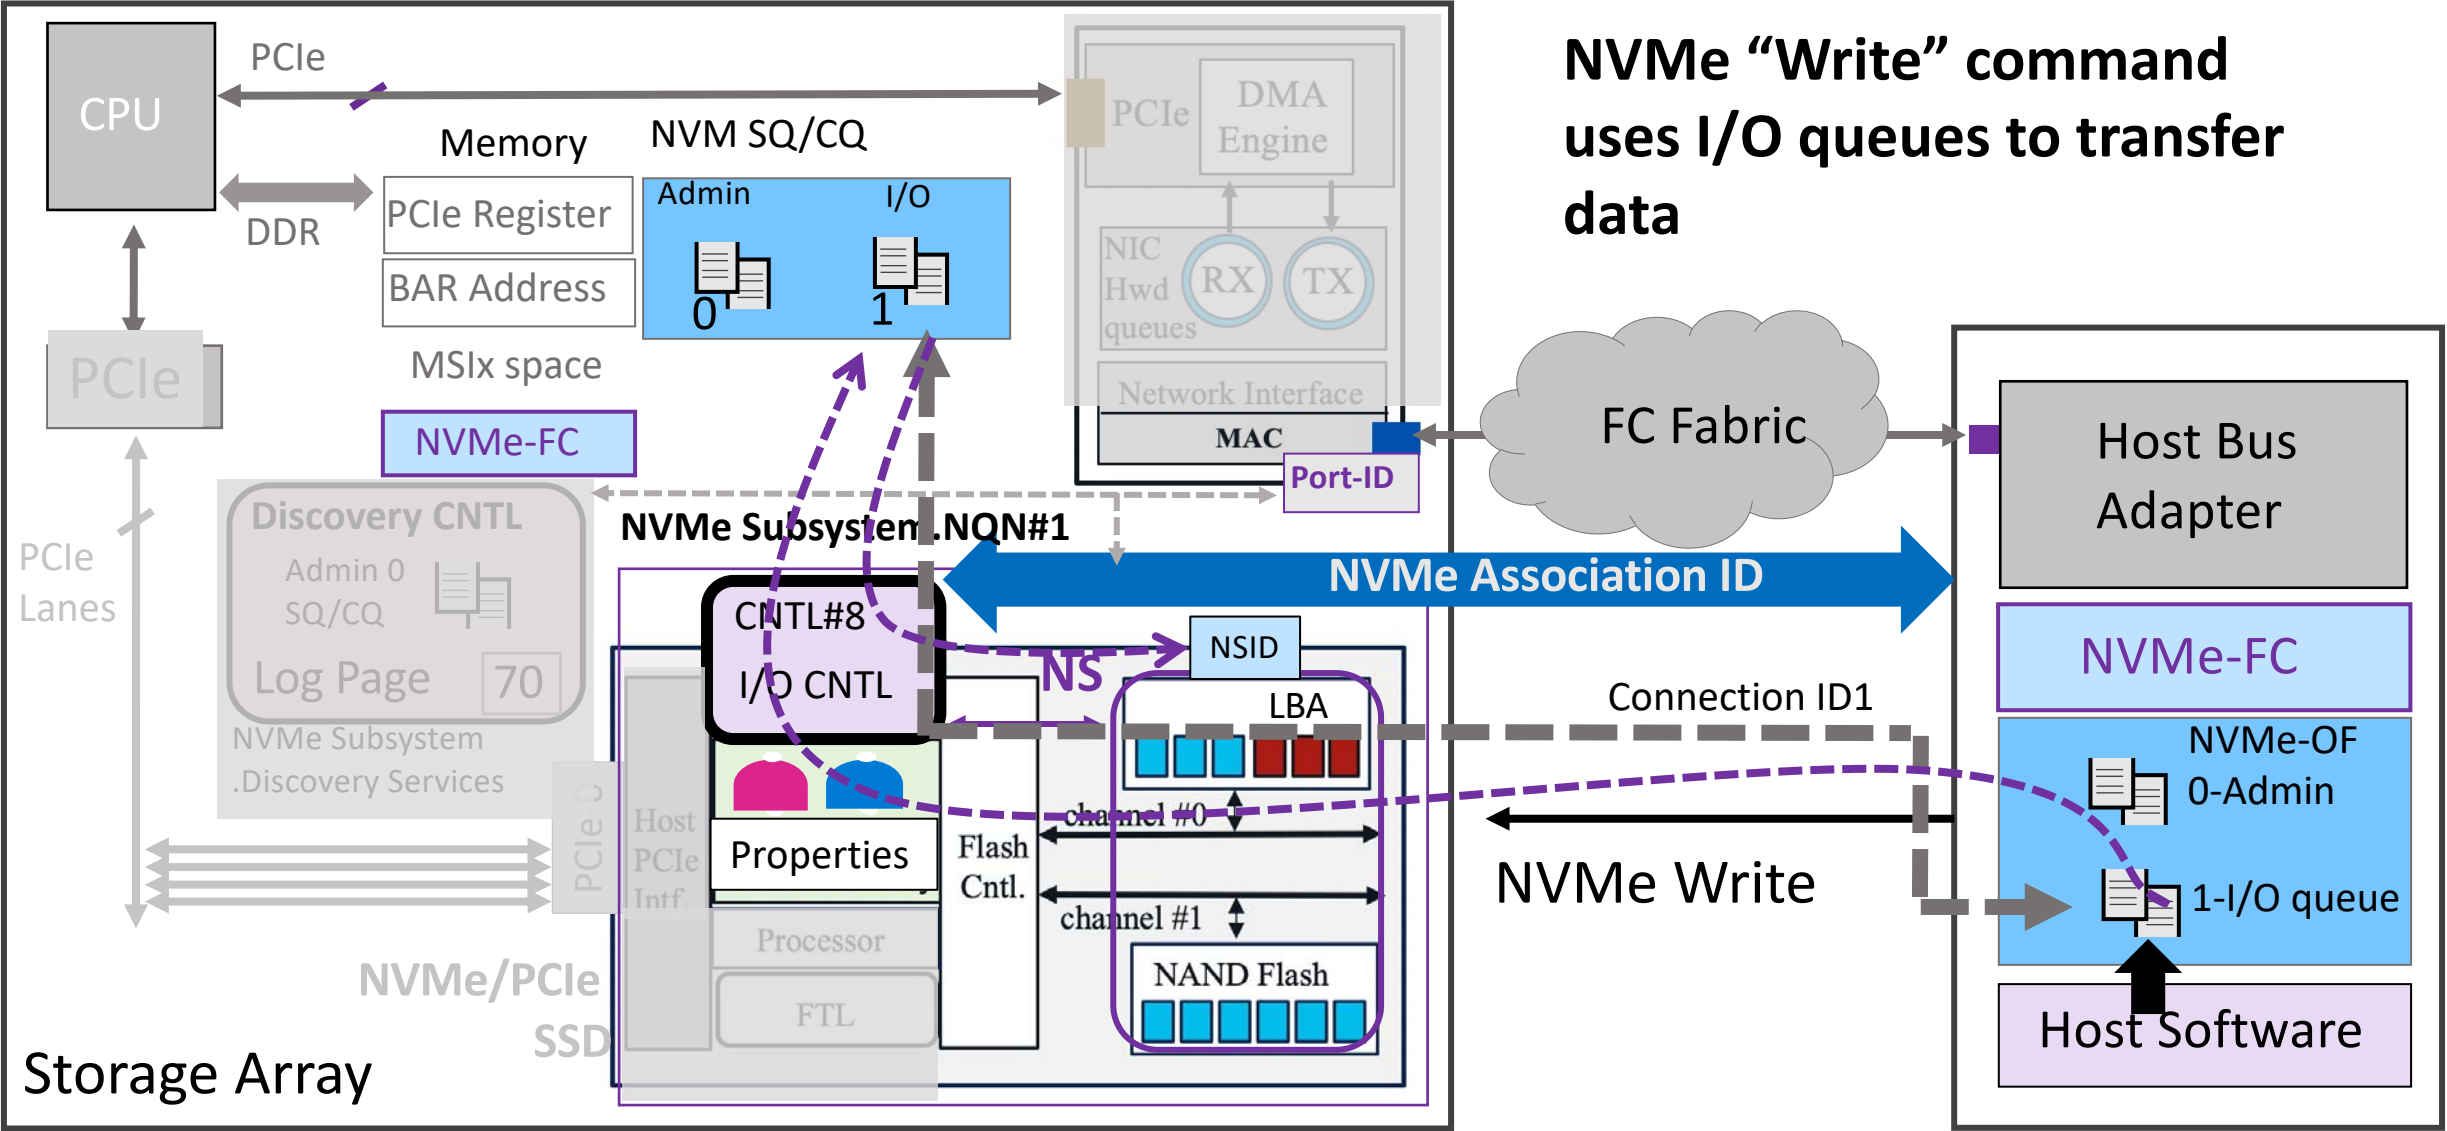 NVMe “Write” command
uses I/O queues to transfer
data
CPU
PCIe
DDR
Memory
NVM SQ/CQ
PCIe Register
BAR Address
MSIx space
NVMe-FC
Admin
I/O
0
1
PCIe
DMA
Engine
NIC
Hwd
queues
RX
TX
Network Interface
MAC
Port-ID
FC Fabric
PCIe
PCIe
Lanes
Discovery CNTL
Admin 0
SQ/CQ
Log Page
70
NVMe Subsystem
.Discovery Services
NVMe Subsystem.NQN#1
NVMe Association ID
CNTL#8
I/O CNTL
NS
NSID
LBA
PCIe 0
Host
PCIe
Intf.
Properties
Processor
FTL
Flash
Cntl.
channel #0
channel #1
NAND Flash
NVMe/PCIe
SSD
Storage Array
Connection ID1
NVMe Write
Host Bus
Adapter
NVMe-FC
NVMe-OF
0-Admin
1-I/O queue
Host Software